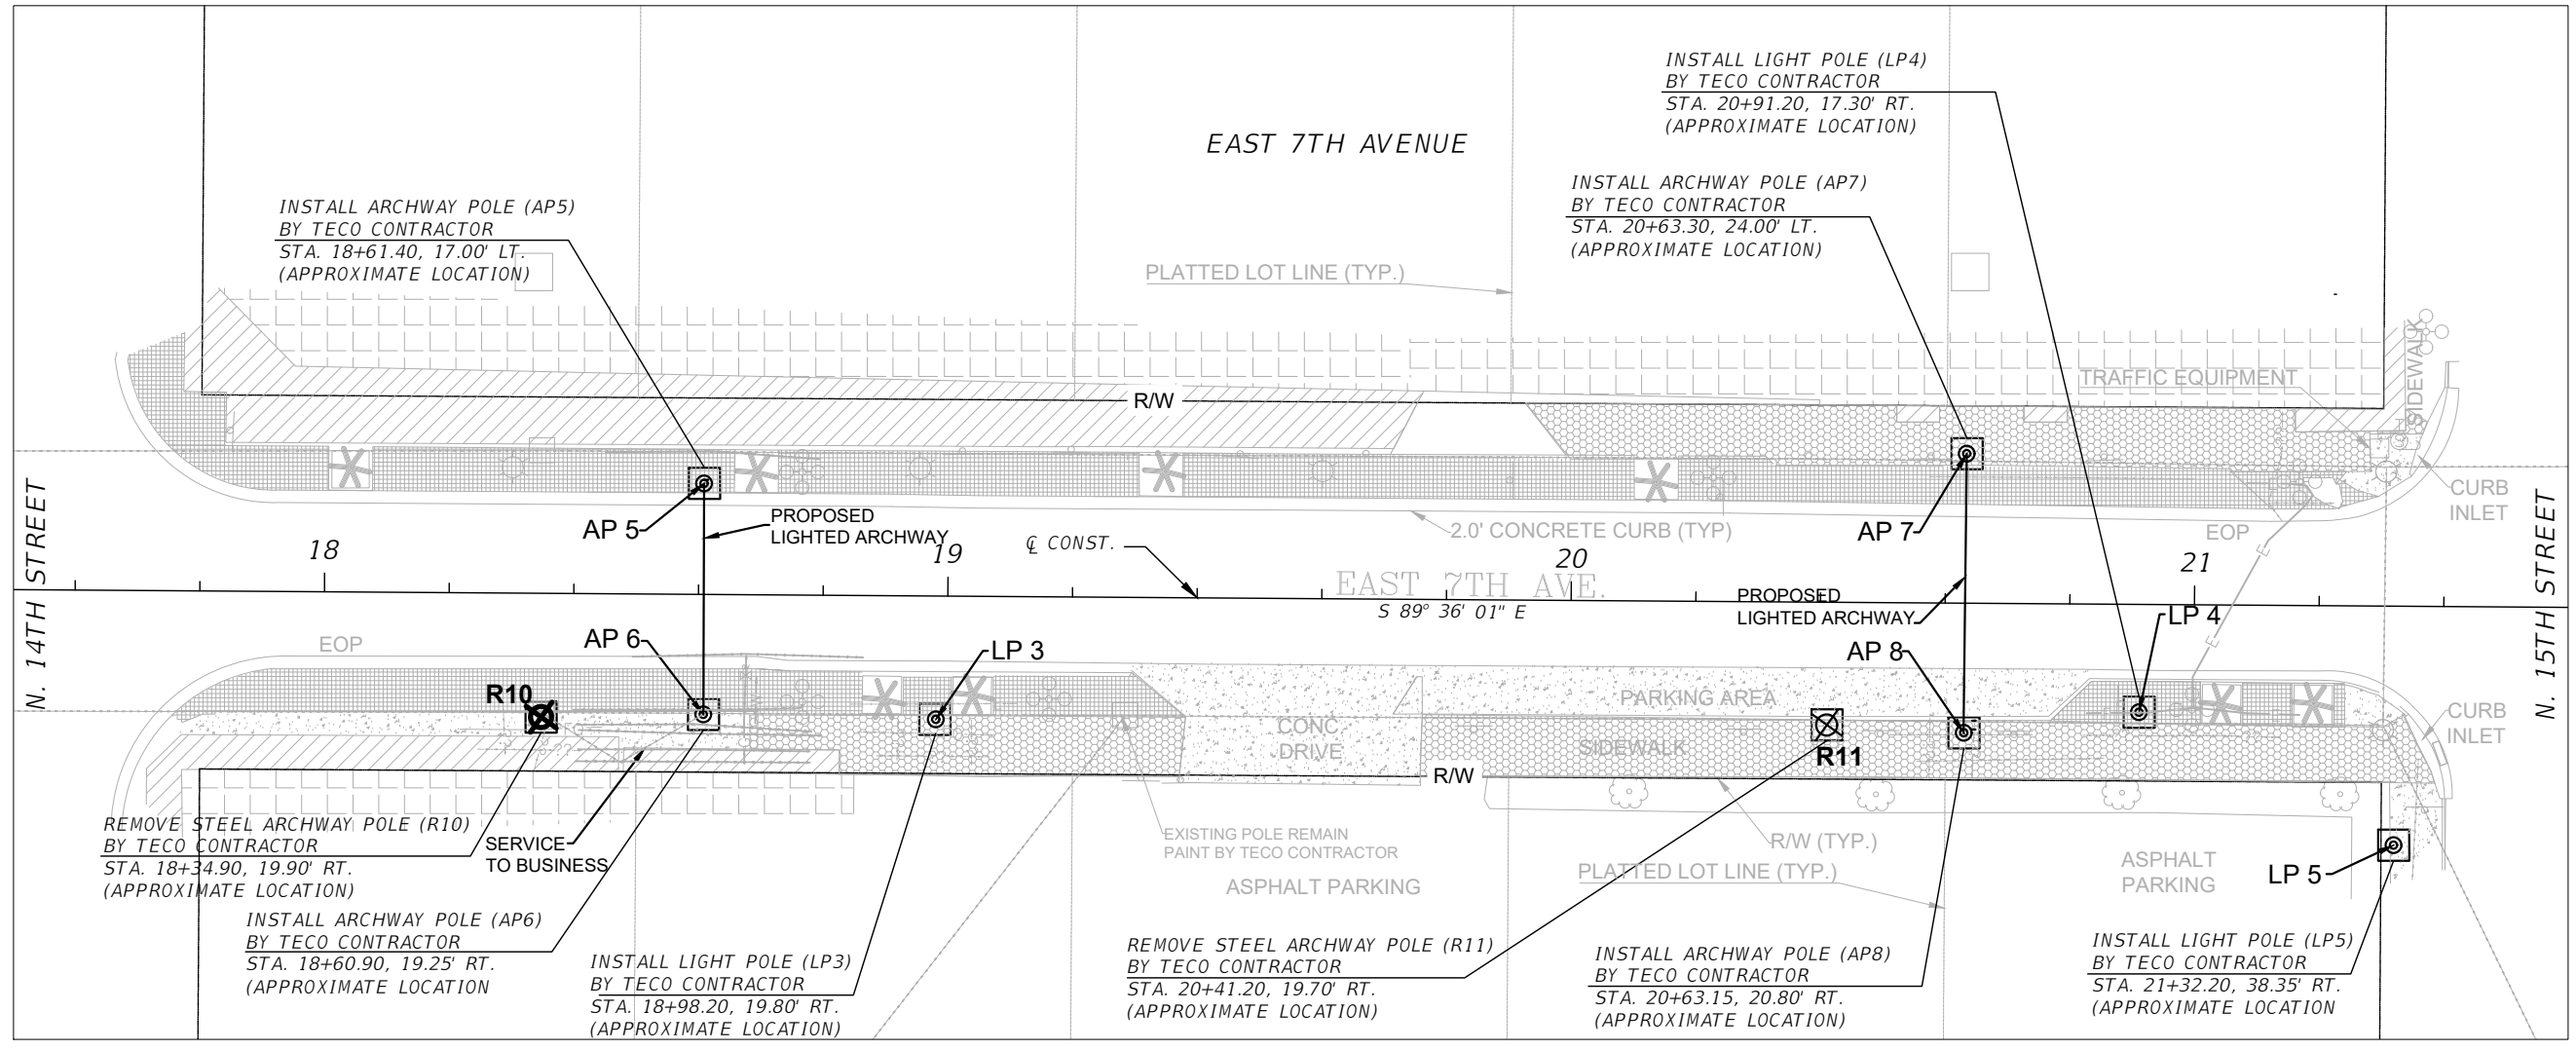 INSTALL LIGHT POLE (LP4)
BY TECO CONTRACTOR
STA. 20+91.20, 17.30' RT.
(APPROXIMATE LOCATION)
EAST 7TH AVENUE
INSTALL ARCHWAY POLE (AP7)
BY TECO CONTRACTOR
STA. 20+63.30, 24.00' LT.
(APPROXIMATE LOCATION)
INSTALL ARCHWAY POLE (AP5)
BY TECO CONTRACTOR
STA. 18+61.40, 17.00' LT.
(APPROXIMATE LOCATION)
PLATTED LOT LINE (TYP.)
TRAFFIC EQUIPMENT
SIDEWALK
R/W
CURB
INLET
N. 14TH STREET
N. 15TH STREET
AP 5
PROPOSED
LIGHTED ARCHWAY
2.0' CONCRETE CURB (TYP)
AP 7
EOP
18
19
℄ CONST.
20
21
EAST 7TH AVE.
S 89° 36' 01" E
PROPOSED
LIGHTED ARCHWAY
E
E
EOP
AP 6
LP 3
AP 8
LP 4
R10
PARKING AREA
CONC
DRIVE
SIDEWALK
R11
CURB
INLET
R/W
REMOVE STEEL ARCHWAY POLE (R10)
BY TECO CONTRACTOR
STA. 18+34.90, 19.90' RT.
(APPROXIMATE LOCATION)
SERVICE
TO BUSINESS
EXISTING POLE REMAIN
PAINT BY TECO CONTRACTOR
ASPHALT PARKING
R/W (TYP.)
PLATTED LOT LINE (TYP.)
ASPHALT
PARKING
LP 5
INSTALL ARCHWAY POLE (AP6)
BY TECO CONTRACTOR
STA. 18+60.90, 19.25' RT.
(APPROXIMATE LOCATION
INSTALL LIGHT POLE (LP3)
BY TECO CONTRACTOR
STA. 18+98.20, 19.80' RT.
(APPROXIMATE LOCATION)
REMOVE STEEL ARCHWAY POLE (R11)
BY TECO CONTRACTOR
STA. 20+41.20, 19.70' RT.
(APPROXIMATE LOCATION)
INSTALL ARCHWAY POLE (AP8)
BY TECO CONTRACTOR
STA. 20+63.15, 20.80' RT.
(APPROXIMATE LOCATION)
INSTALL LIGHT POLE (LP5)
BY TECO CONTRACTOR
STA. 21+32.20, 38.35' RT.
(APPROXIMATE LOCATION